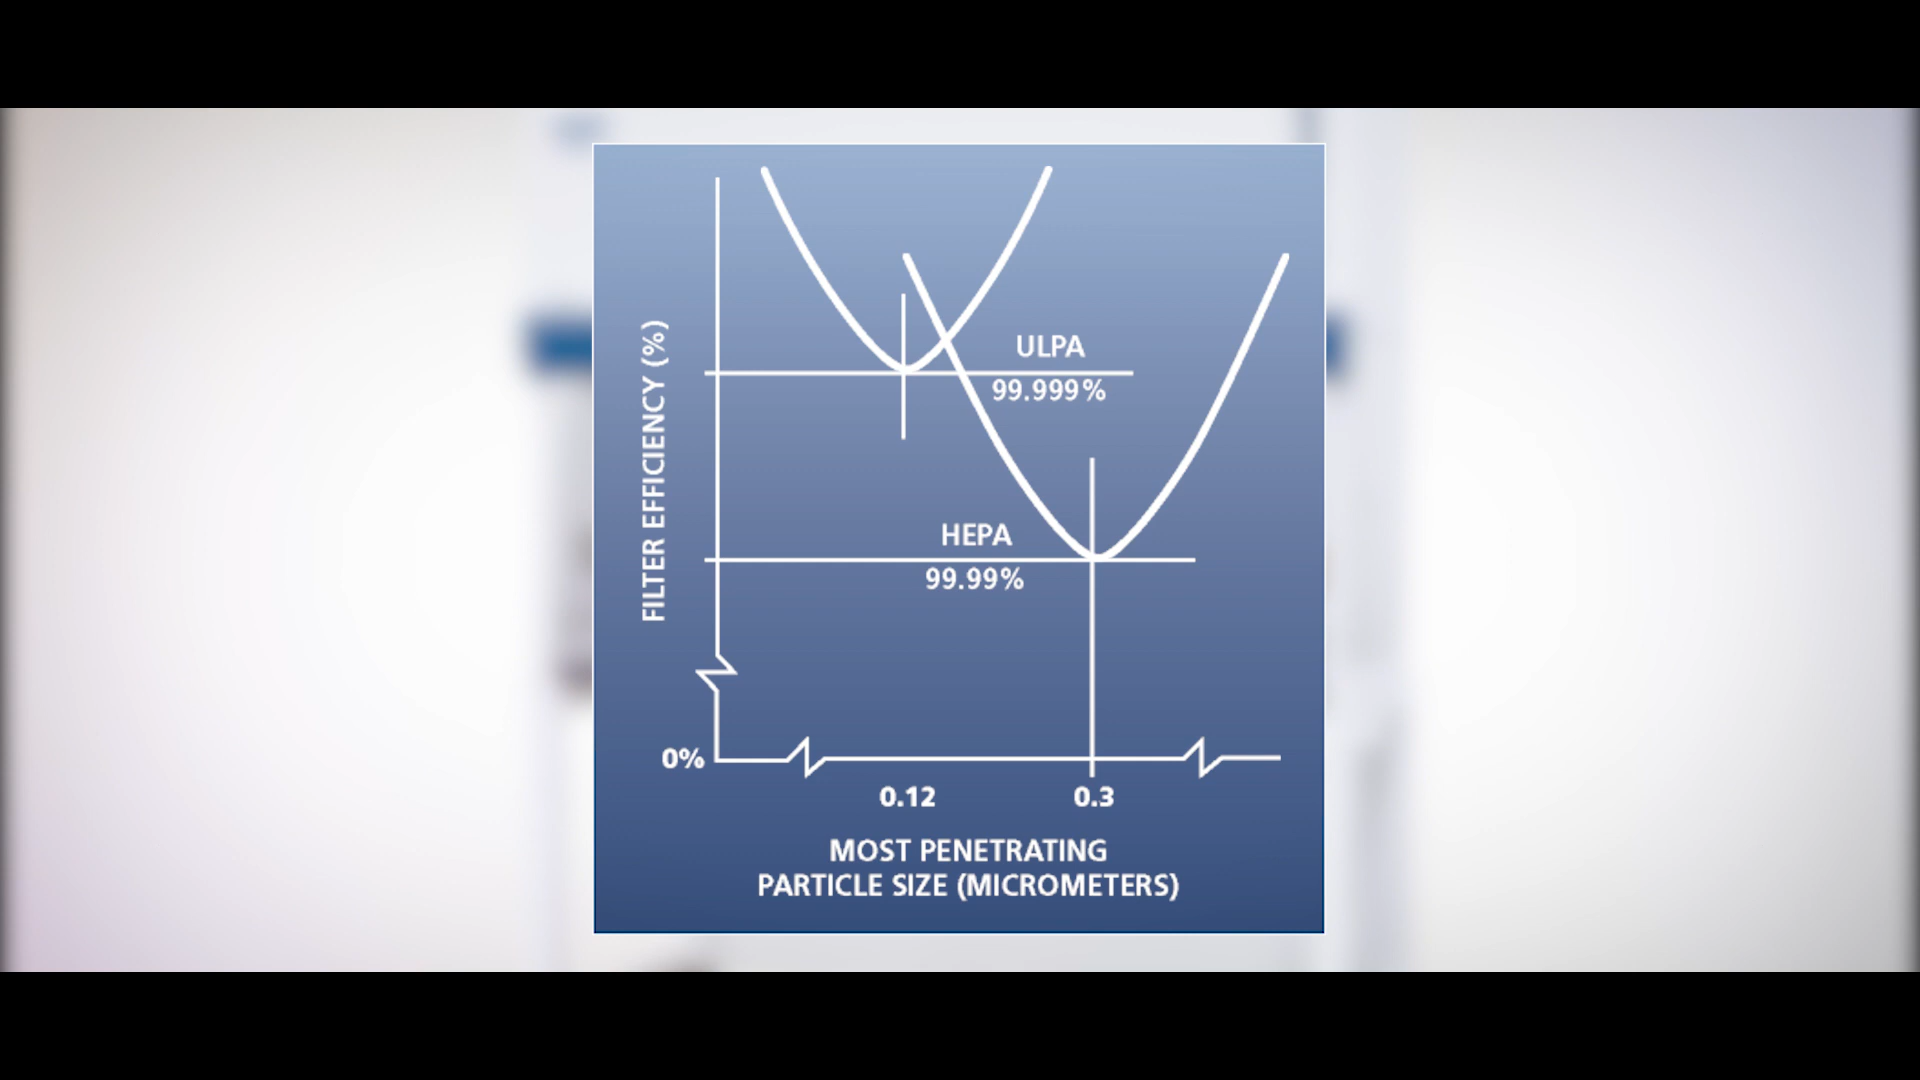 FILTER EFFICIENCY (%)
ULPA
99.999%
HEPA
99.99%
0%
0.12
0.3
MOST PENETRATING
PARTICLE SIZE (MICROMETERS)